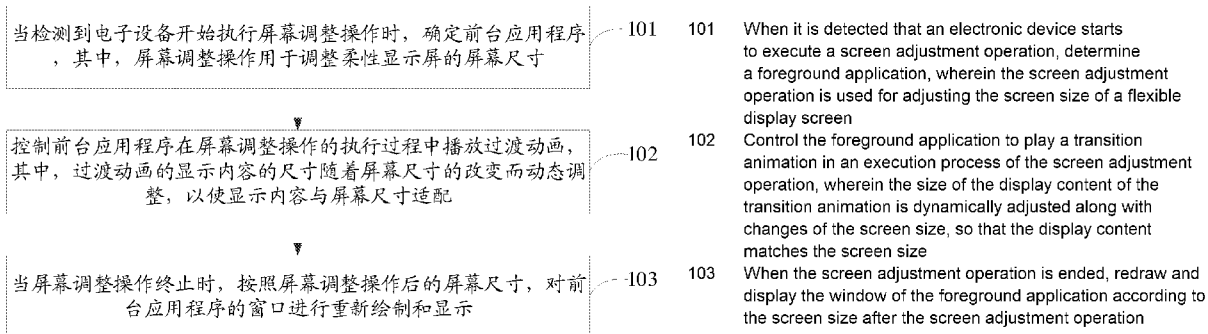 当检测到电子设备开始执行屏幕调整操作时，确定前台应用程序
，其中，屏幕调整操作用于调整柔性显示屏的屏幕尺寸
101
控制前台应用程序在屏幕调整操作的执行过程中播放过渡动画，
其中，过渡动画的显示内容的尺寸随着屏幕尺寸的改变而动态调
整，以使显示内容与屏幕尺寸适配
102
当屏幕调整操作终止时，按照屏幕调整操作后的屏幕尺寸，对前
台应用程序的窗口进行重新绘制和显示
103
101 When it is detected that an electronic device starts
to execute a screen adjustment operation, determine
a foreground application, wherein the screen adjustment
operation is used for adjusting the screen size of a flexible
display screen
102 Control the foreground application to play a transition
animation in an execution process of the screen adjustment
operation, wherein the size of the display content of the
transition animation is dynamically adjusted along with
changes of the screen size, so that the display content
matches the screen size
103 When the screen adjustment operation is ended, redraw and
display the window of the foreground application according to
the screen size after the screen adjustment operation